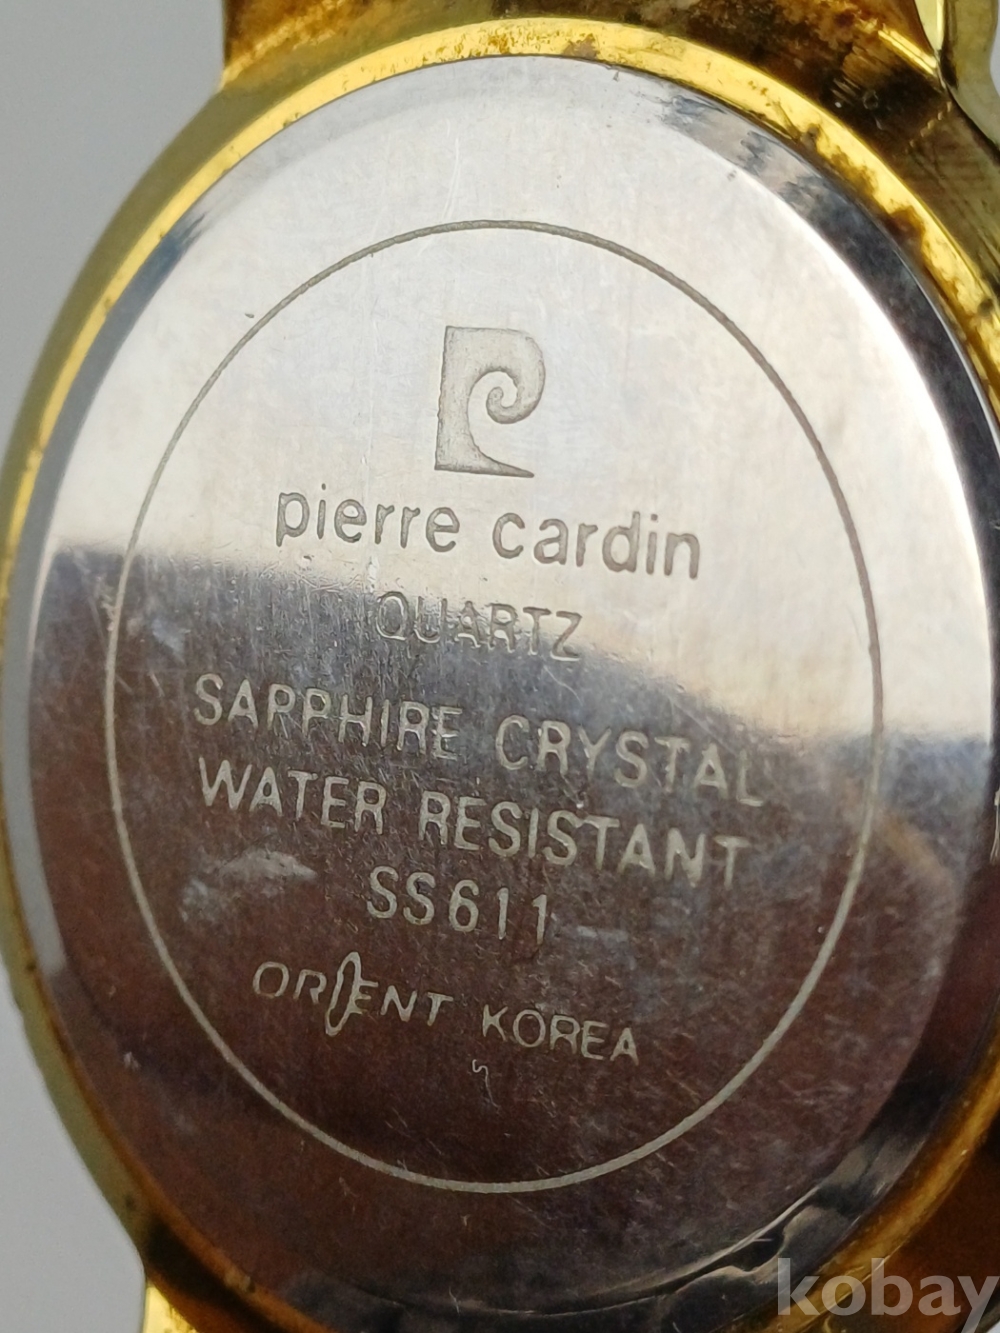 pierre cardin
QUARTZ
SAPPHIRE CRYSTAL
WATER RESISTANT
SS611
ORIENT KOREA
kobay